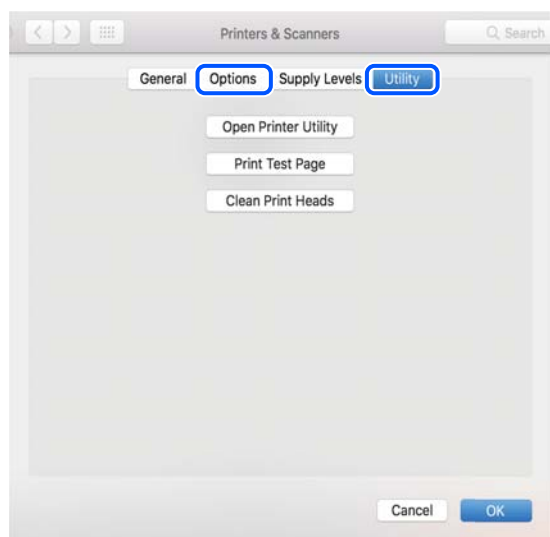 Printers & Scanners Search
General Options Supply Levels Utility
Open Printer Utility
Print Test Page
Clean Print Heads
Cancel OK